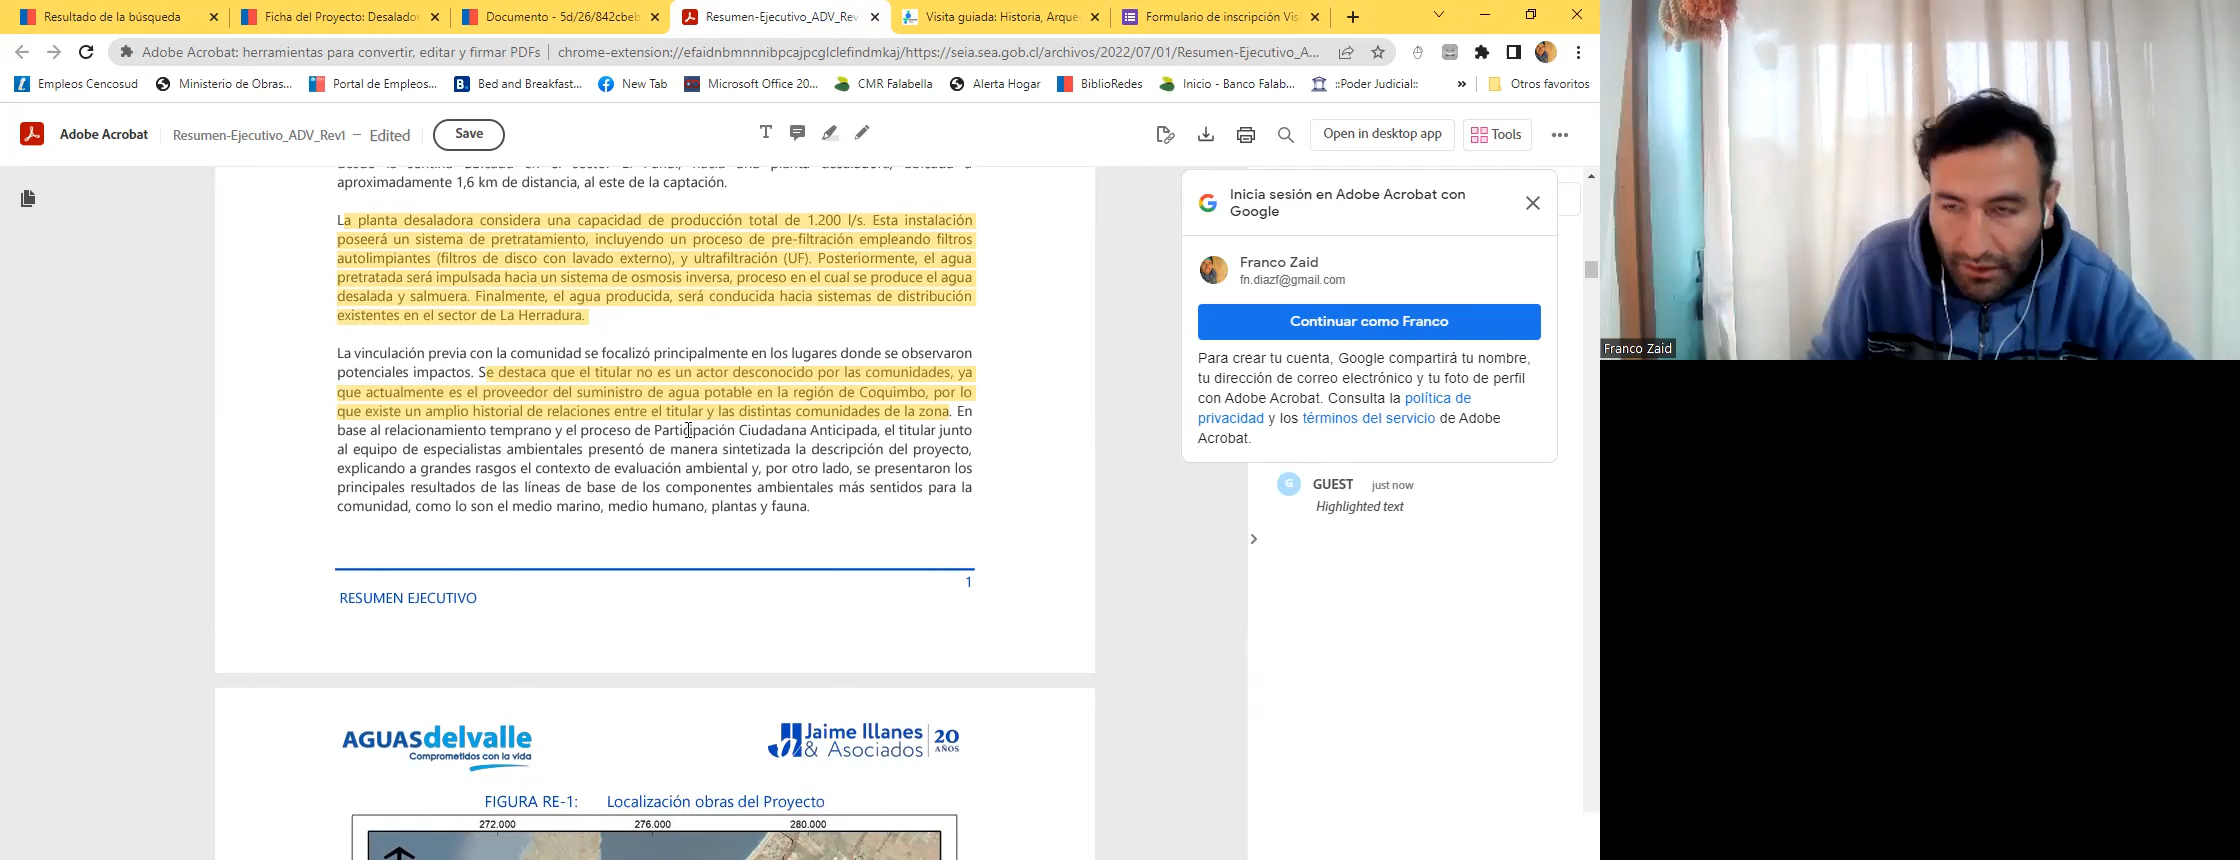 Resultado de la búsqueda
Ficha del Proyecto: Desalador
Documento - 5d/26/842cbeb
Resumen-Ejecutivo_ADV_Rev
Visita guiada: Historia, Arque
Formulario de inscripción Visi
Adobe Acrobat: herramientas para convertir, editar y firmar PDFs
chrome-extension://efaidnbmnnnibpcajpcglclefindmkaj/https://seia.sea.gob.cl/archivos/2022/07/01/Resumen-Ejecutivo_A...
Empleos Cencosud
Ministerio de Obras...
Portal de Empleos...
Bed and Breakfast...
New Tab
Microsoft Office 20...
CMR Falabella
Alerta Hogar
BiblioRedes
Inicio - Banco Falab...
::Poder Judicial::
»
Otros favoritos
Adobe Acrobat
Resumen-Ejecutivo_ADV_Rev1 — Edited
Save
Open in desktop app
Tools
aproximadamente 1,6 km de distancia, al este de la captación.
La planta desaladora considera una capacidad de producción total de 1.200 l/s. Esta instalación
poseerá un sistema de pretratamiento, incluyendo un proceso de pre-filtración empleando filtros
autolimpiantes (filtros de disco con lavado externo), y ultrafiltración (UF). Posteriormente, el agua
pretratada será impulsada hacia un sistema de osmosis inversa, proceso en el cual se produce el agua
desalada y salmuera. Finalmente, el agua producida, será conducida hacia sistemas de distribución
existentes en el sector de La Herradura.
La vinculación previa con la comunidad se focalizó principalmente en los lugares donde se observaron
potenciales impactos. Se destaca que el titular no es un actor desconocido por las comunidades, ya
que actualmente es el proveedor del suministro de agua potable en la región de Coquimbo, por lo
que existe un amplio historial de relaciones entre el titular y las distintas comunidades de la zona. En
base al relacionamiento temprano y el proceso de Participación Ciudadana Anticipada, el titular junto
al equipo de especialistas ambientales presentó de manera sintetizada la descripción del proyecto,
explicando a grandes rasgos el contexto de evaluación ambiental y, por otro lado, se presentaron los
principales resultados de las líneas de base de los componentes ambientales más sentidos para la
comunidad, como lo son el medio marino, medio humano, plantas y fauna.
1
RESUMEN EJECUTIVO
AGUASdelvalle
Comprometidos con la vida
Jaime Illanes
& Asociados
20
AÑOS
FIGURA RE-1: Localización obras del Proyecto
272.000
276.000
280.000
Inicia sesión en Adobe Acrobat con
Google
Franco Zaid
fn.diazf@gmail.com
Continuar como Franco
Para crear tu cuenta, Google compartirá tu nombre,
tu dirección de correo electrónico y tu foto de perfil
con Adobe Acrobat. Consulta la política de
privacidad y los términos del servicio de Adobe
Acrobat.
G
GUEST just now
Highlighted text
Franco Zaid